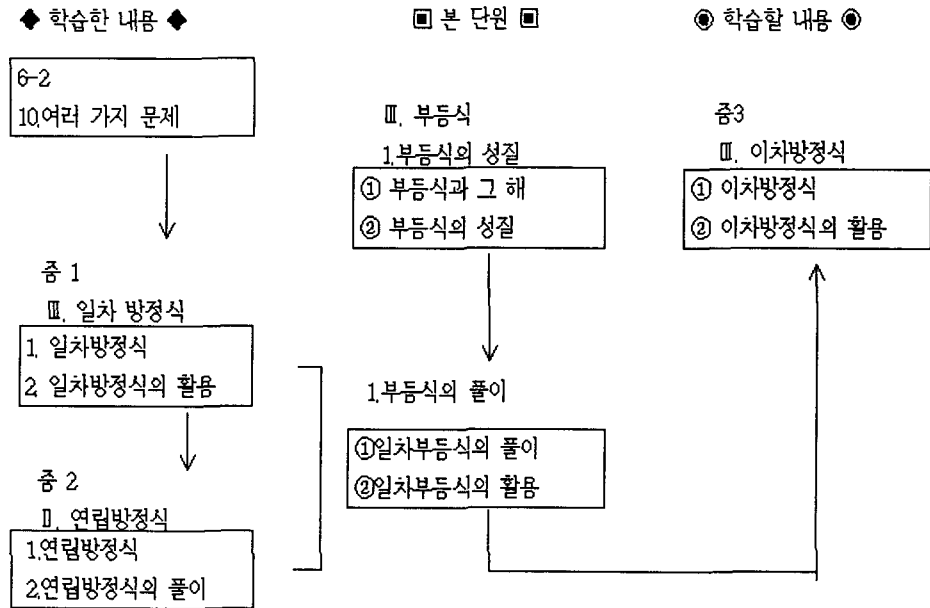 ◆ 학습한 내용 ◆
6-2
10.여러 가지 문제
중 1
Ⅲ. 일차 방정식
1. 일차방정식
2. 일차방정식의 활용
중 2
Ⅱ. 연립방정식
1.연립방정식
2.연립방정식의 풀이
▣ 본 단원 ▣
Ⅲ. 부등식
1.부등식의 성질
① 부등식과 그 해
② 부등식의 성질
1.부등식의 풀이
①일차부등식의 풀이
②일차부등식의 활용
◉ 학습할 내용 ◉
중3
Ⅲ. 이차방정식
① 이차방정식
② 이차방정식의 활용